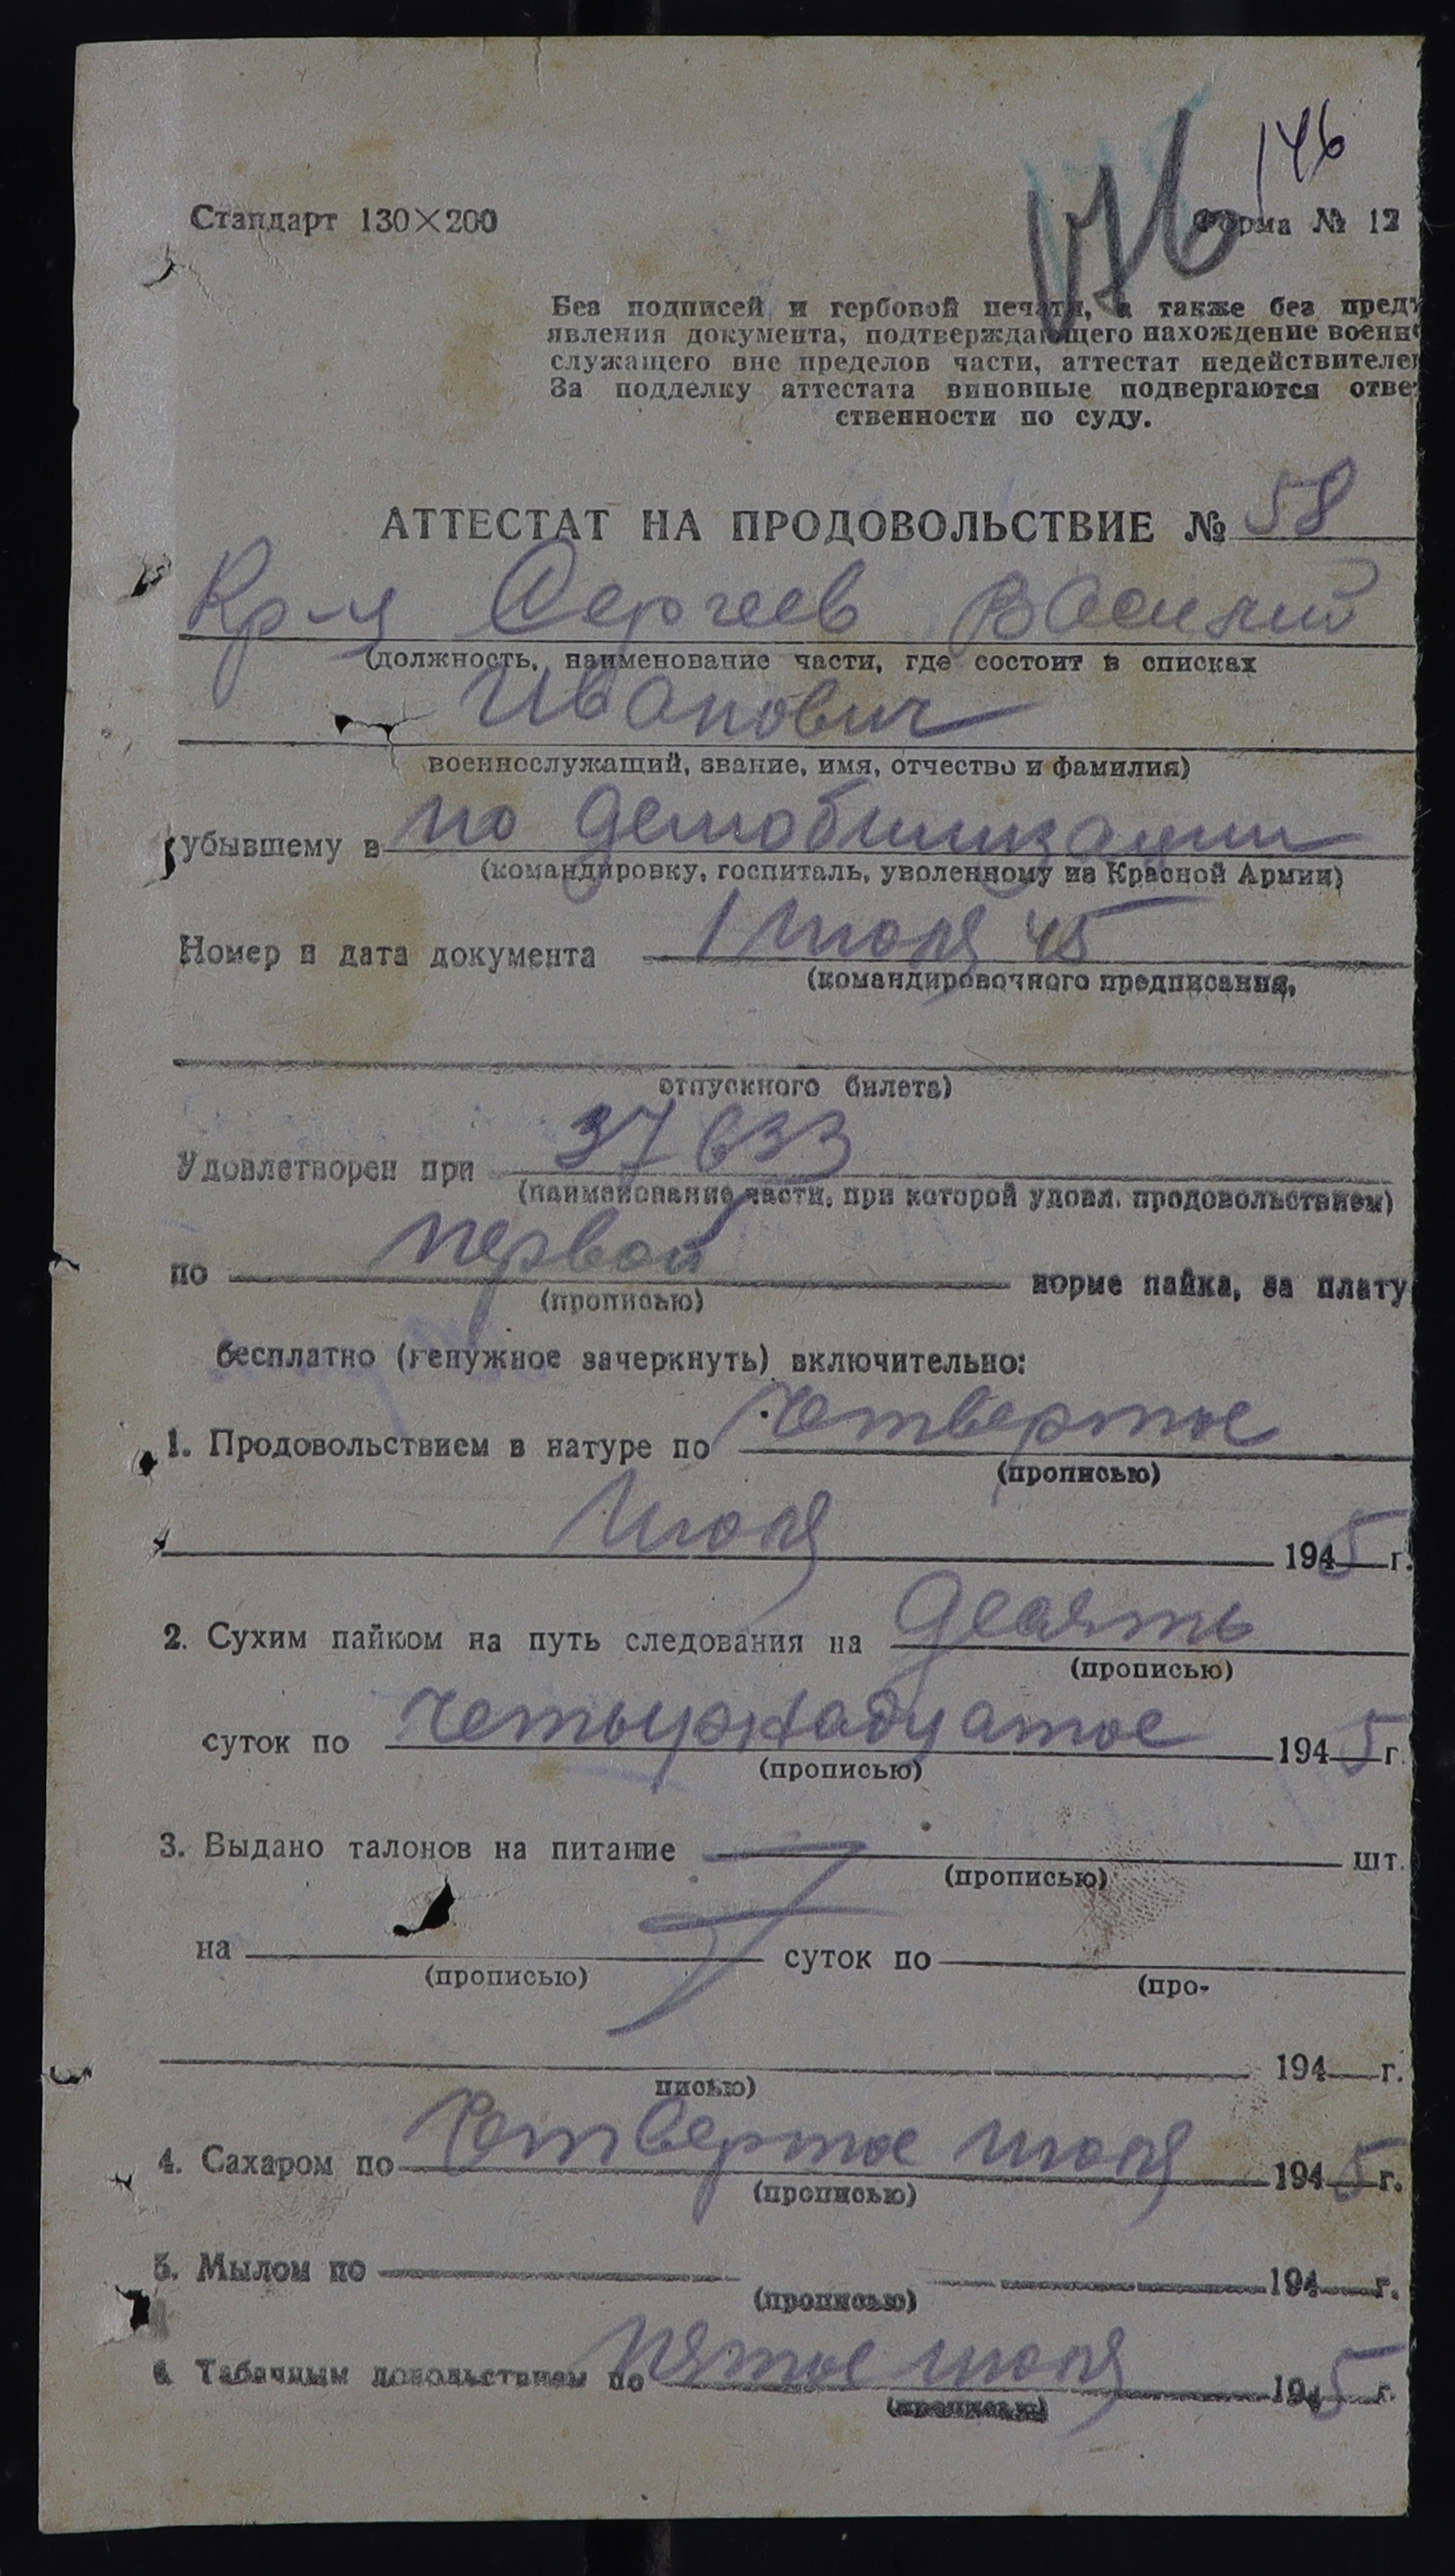 146
176
Стандарт 130×200
Форма № 12
Без подписей и гербовой печати, а также без предъ
явления документа, подтверждающего нахождение военно
служащего вне пределов части, аттестат недействителен
За подделку аттестата виновные подвергаются ответ
ственности по суду.
АТТЕСТАТ НА ПРОДОВОЛЬСТВИЕ № 58
Кр-ц Сергеев Василий
(должность, наименование части, где состоит в списках
Иванович
военнослужащий, звание, имя, отчество и фамилия)
убывшему в по демобилизации
(командировку, госпиталь, уволенному из Красной Армии)
Номер и дата документа 1 июля 45
(командировочного предписания,
отпускного билета)
Удовлетворен при 37633
(наименование части, при которой удовл. продовольствием)
по первой норме пайка, за плату
(прописью)
бесплатно (ненужное зачеркнуть) включительно:
1. Продовольствием в натуре по четвертое
(прописью)
июля 1945 г.
2. Сухим пайком на путь следования на десять
(прописью)
суток по четырнадцатое 1945 г.
(прописью)
3. Выдано талонов на питание шт.
(прописью)
на суток по
(прописью) (про-
194 г.
писью)
4. Сахаром по четвертое июля 1945 г.
(прописью)
5. Мылом по 194 г.
(прописью)
6 Табачным довольствием по пятое июля 1945 г.
(прописью)